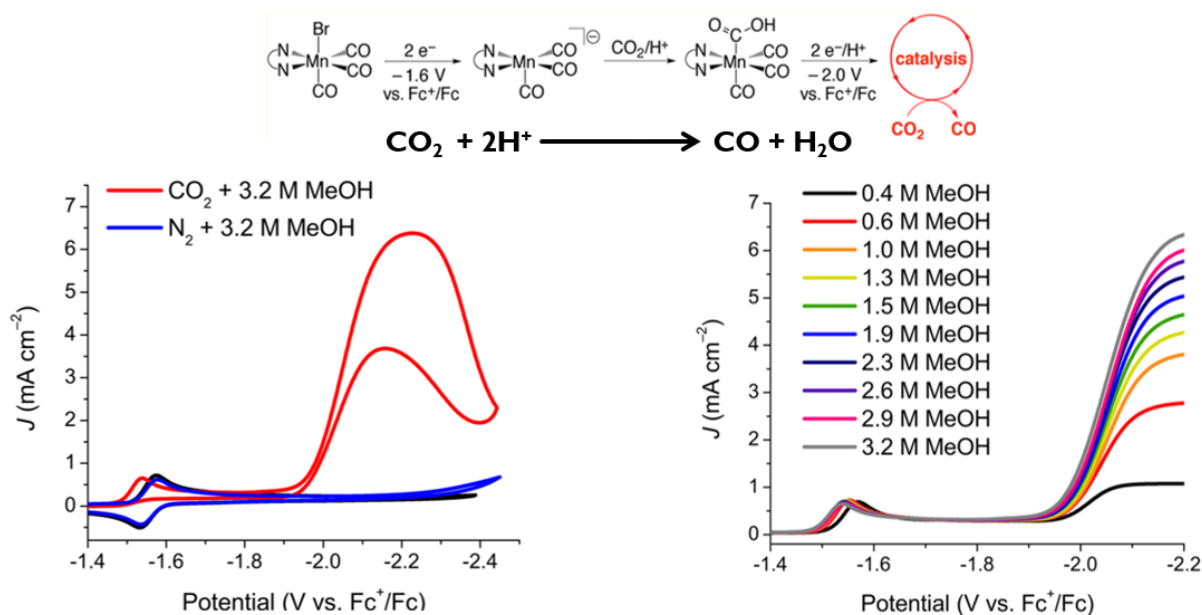 Br
N
N
Mn
CO
CO
CO
2 e⁻
− 1.6 V
vs. Fc⁺/Fc
N
N
Mn
CO
CO
CO
⊖
CO₂/H⁺
O
OH
C
N
N
Mn
CO
CO
CO
2 e⁻/H⁺
− 2.0 V
vs. Fc⁺/Fc
catalysis
CO₂ CO
CO₂ + 2H⁺ ⟶ CO + H₂O
CO₂ + 3.2 M MeOH
N₂ + 3.2 M MeOH
J (mA cm⁻²)
7
6
5
4
3
2
1
0
-1.4 -1.6 -1.8 -2.0 -2.2 -2.4
Potential (V vs. Fc⁺/Fc)
0.4 M MeOH
0.6 M MeOH
1.0 M MeOH
1.3 M MeOH
1.5 M MeOH
1.9 M MeOH
2.3 M MeOH
2.6 M MeOH
2.9 M MeOH
3.2 M MeOH
J (mA cm⁻²)
7
6
5
4
3
2
1
0
-1.4 -1.6 -1.8 -2.0 -2.2
Potential (V vs. Fc⁺/Fc)